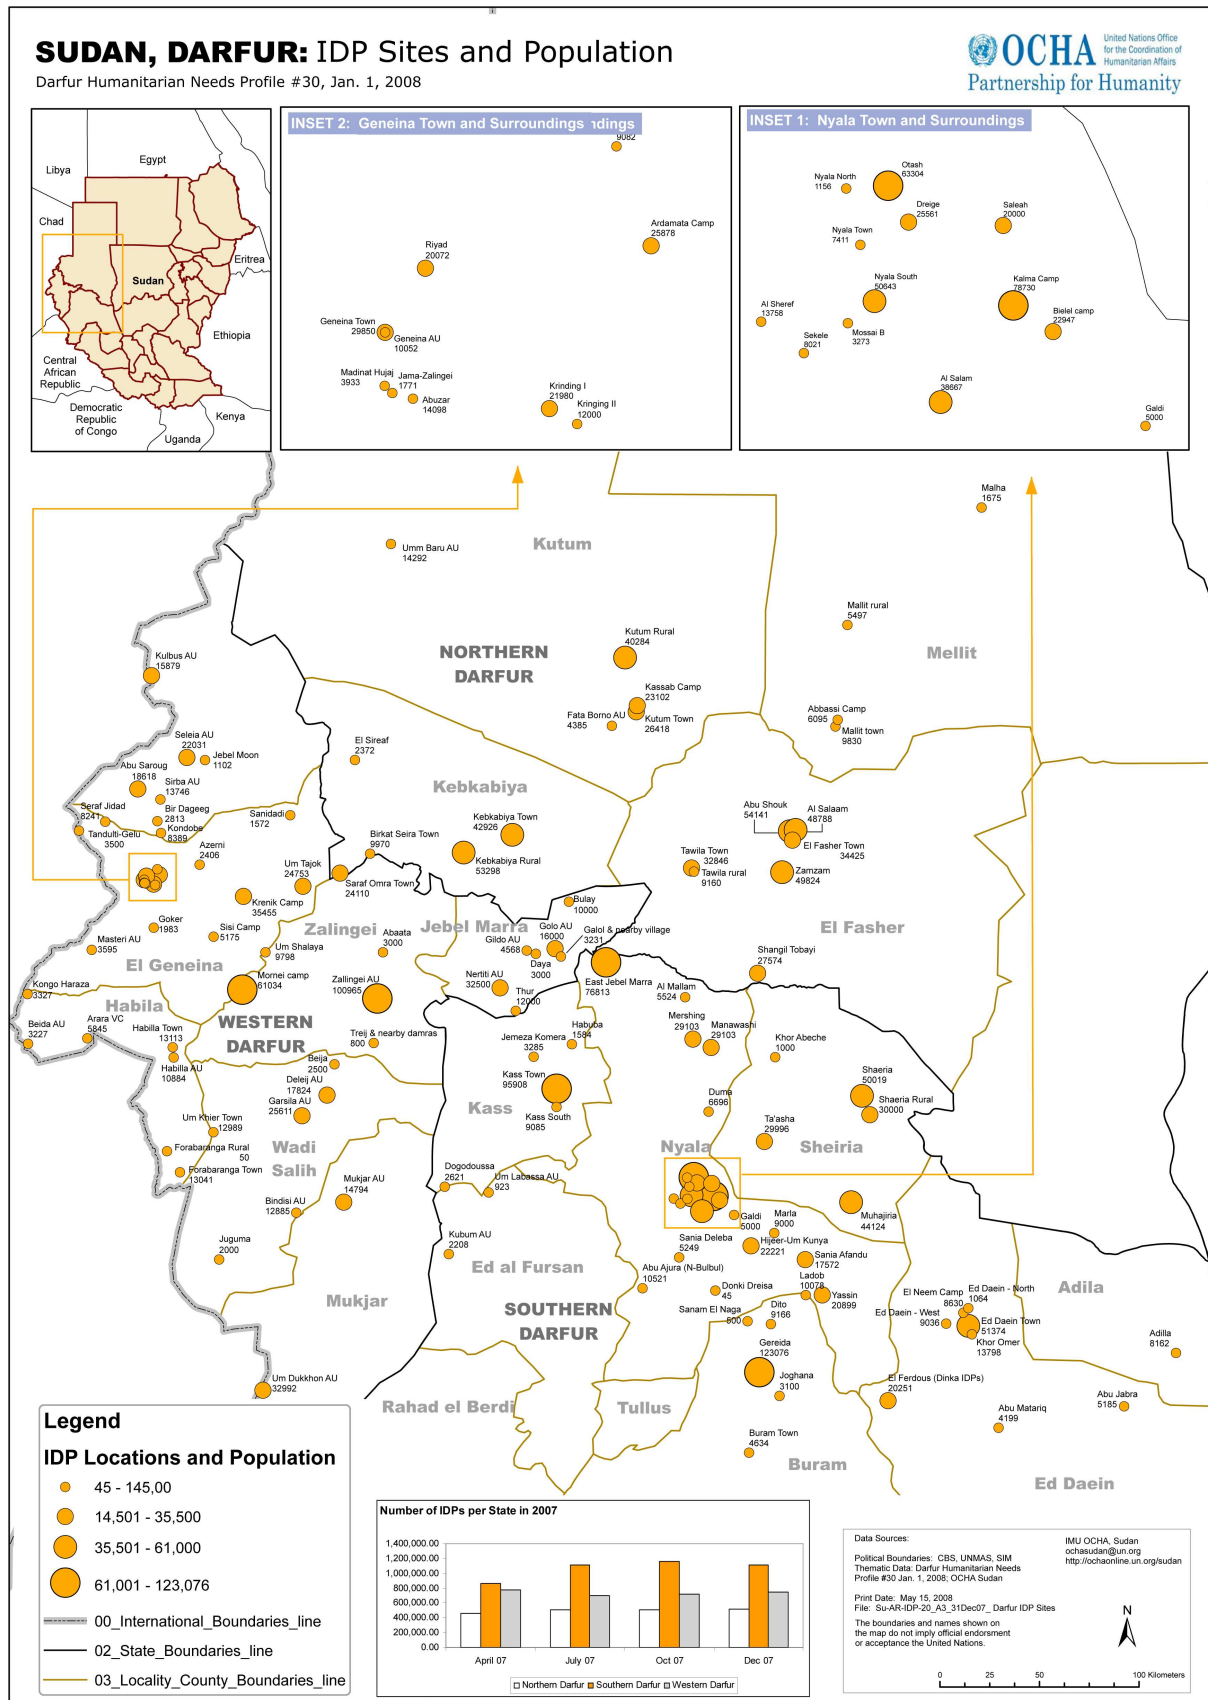 SUDAN, DARFUR: IDP Sites and Population
Darfur Humanitarian Needs Profile #30, Jan. 1, 2008
OCHA
United Nations Office
for the Coordination of
Humanitarian Affairs
Partnership for Humanity
Libya
Egypt
Chad
Sudan
Eritrea
Ethiopia
Central
African
Republic
Democratic
Republic
of Congo
Uganda
Kenya
INSET 2: Geneina Town and Surroundings
9082
Ardamata Camp
25878
Riyad
20072
Geneina Town
29850
Geneina AU
10052
Madinat Hujaj
3933
Jama-Zalingei
1771
Abuzar
14098
Krinding I
21980
Kringing II
12000
INSET 1: Nyala Town and Surroundings
Otash
63304
Nyala North
1156
Dreige
25561
Saleah
20000
Nyala Town
7411
Nyala South
50643
Kalma Camp
78730
Al Sheref
13758
Bielel camp
22947
Mossai B
3273
Sekele
8021
Al Salam
38667
Galdi
5000
Malha
1675
Umm Baru AU
14292
Kutum
Mallit rural
5497
Mellit
Kutum Rural
40284
NORTHERN
DARFUR
Kulbus AU
15879
Kassab Camp
23102
Fata Borno AU
4385
Kutum Town
26418
Abbassi Camp
6095
Mallit town
9830
Seleia AU
22031
Jebel Moon
1102
El Sireaf
2372
Abu Saroug
18618
Sirba AU
13746
Kebkabiya
Seraf Jidad
8241
Bir Dageeg
2813
Sanidadi
1572
Kebkabiya Town
42926
Abu Shouk
54141
Al Salaam
48788
Tandulti-Gelu
3500
Kondobe
8389
Birkat Seira Town
9970
El Fasher Town
34425
Azerni
2406
Kebkabiya Rural
53298
Tawila Town
32846
Tawila rural
9160
Zamzam
49824
Um Tajok
24753
Saraf Omra Town
24110
Krenik Camp
35455
Bulay
10000
Goker
1983
Sisi Camp
5175
Zalingei
Abaata
3000
Jebel Marra
Golo AU
16000
Galol & nearby village
3231
El Fasher
Masteri AU
3595
Um Shalaya
9798
Gildo AU
4568
Daya
3000
Shangil Tobayi
27574
El Geneina
Mornei camp
61034
Zallingei AU
100965
Nertiti AU
32500
East Jebel Marra
76813
Kongo Haraza
3327
Al Mallam
5524
Habila
Thur
12000
WESTERN
DARFUR
Beida AU
3227
Arara VC
5845
Habilla Town
13113
Treij & nearby damras
800
Jemeza Komera
3285
Habuba
1584
Mershing
29103
Manawashi
29103
Khor Abeche
1000
Habilla AU
10884
Beija
2500
Deleij AU
17824
Kass Town
95908
Shaeria
50019
Shaeria Rural
30000
Garsila AU
25611
Kass
Kass South
9085
Duma
6696
Um Khier Town
12989
Ta'asha
29996
Forabaranga Rural
50
Wadi
Salih
Nyala
Sheiria
Forabaranga Town
13041
Mukjar AU
14794
Dogodoussa
2621
Um Labassa AU
923
Bindisi AU
12885
Muhajiria
44124
Galdi
5000
Marla
9000
Juguma
2000
Kubum AU
2208
Sania Deleba
5249
Hijeer-Um Kunya
22221
Sania Afandu
17572
Ed al Fursan
Abu Ajura (N-Bulbul)
10521
Donki Dreisa
45
Ladob
10078
Yassin
20899
Mukjar
SOUTHERN
DARFUR
Sanam El Naga
500
Dito
9166
El Neem Camp
8630
Ed Daein - North
1064
Ed Daein - West
9036
Ed Daein Town
51374
Khor Omer
13798
Adila
Adilla
8162
Gereida
123076
Joghana
3100
El Ferdous (Dinka IDPs)
20251
Um Dukhon AU
32992
Rahad el Berdi
Tullus
Abu Jabra
5185
Abu Matariq
4199
Buram Town
4634
Buram
Ed Daein
Legend
IDP Locations and Population
45 - 145,00
14,501 - 35,500
35,501 - 61,000
61,001 - 123,076
00_International_Boundaries_line
02_State_Boundaries_line
03_Locality_County_Boundaries_line
Number of IDPs per State in 2007
1,400,000.00
1,200,000.00
1,000,000.00
800,000.00
600,000.00
400,000.00
200,000.00
0.00
April 07
July 07
Oct 07
Dec 07
Northern Darfur
Southern Darfur
Western Darfur
Data Sources:
Political Boundaries: CBS, UNMAS, SIM
Thematic Data: Darfur Humanitarian Needs
Profile #30 Jan. 1, 2008; OCHA Sudan
Print Date: May 15, 2008
File: Su-AR-IDP-20_A3_31Dec07_ Darfur IDP Sites
The boundaries and names shown on
the map do not imply official endorsment
or acceptance the United Nations.
IMU OCHA, Sudan
ochasudan@un.org
http://ochaonline.un.org/sudan
N
0 25 50 100 Kilometers